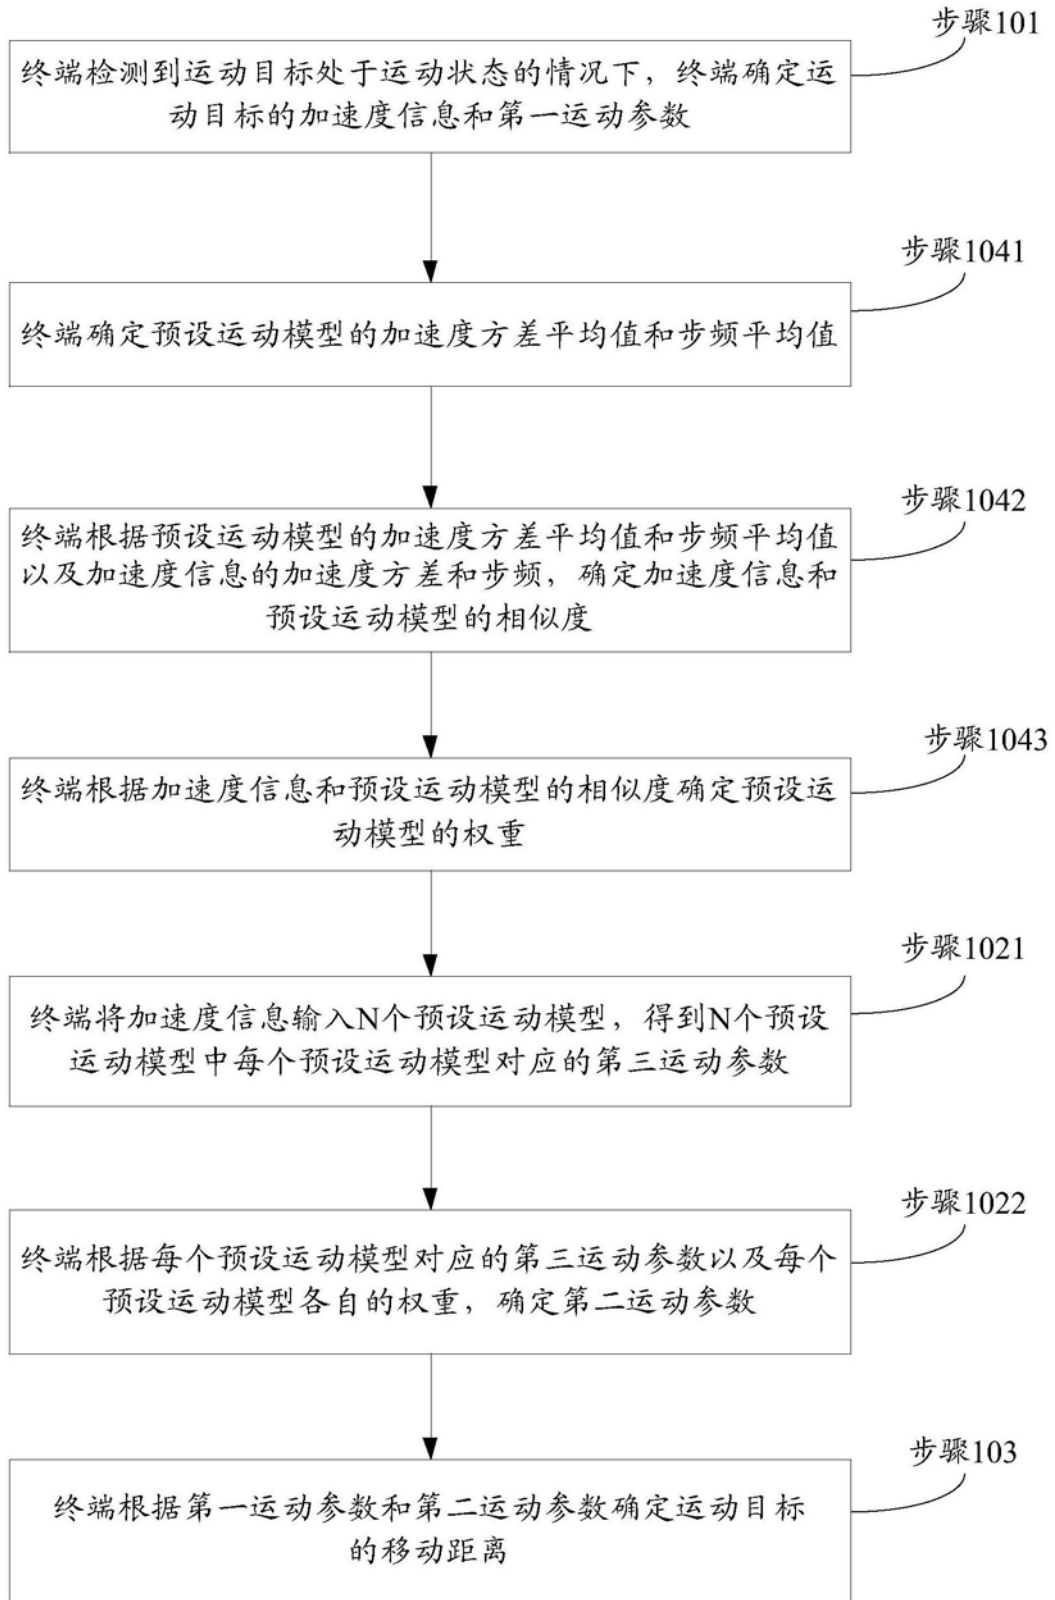 步骤101
终端检测到运动目标处于运动状态的情况下，终端确定运
动目标的加速度信息和第一运动参数
步骤1041
终端确定预设运动模型的加速度方差平均值和步频平均值
步骤1042
终端根据预设运动模型的加速度方差平均值和步频平均值
以及加速度信息的加速度方差和步频，确定加速度信息和
预设运动模型的相似度
步骤1043
终端根据加速度信息和预设运动模型的相似度确定预设运
动模型的权重
步骤1021
终端将加速度信息输入N个预设运动模型，得到N个预设
运动模型中每个预设运动模型对应的第三运动参数
步骤1022
终端根据每个预设运动模型对应的第三运动参数以及每个
预设运动模型各自的权重，确定第二运动参数
步骤103
终端根据第一运动参数和第二运动参数确定运动目标
的移动距离